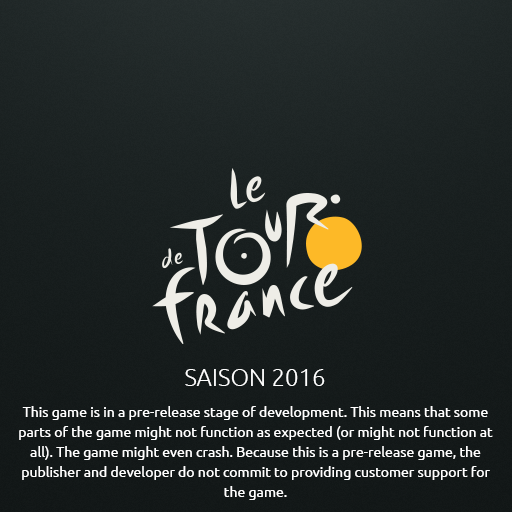 Le
TOUR
de
FRANCE
SAISON 2016
This game is in a pre-release stage of development. This means that some
parts of the game might not function as expected (or might not function at
all). The game might even crash. Because this is a pre-release game, the
publisher and developer do not commit to providing customer support for
the game.